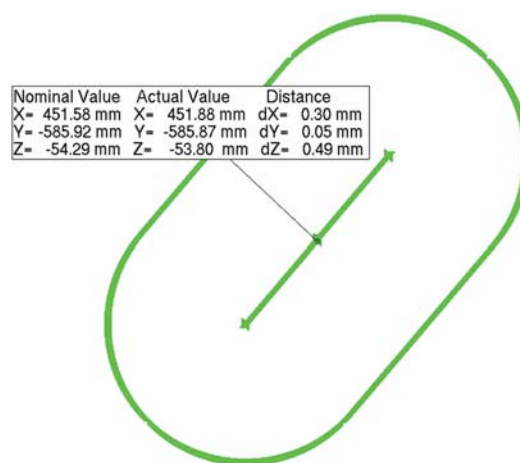 Nominal Value Actual Value Distance
X= 451.58 mm X= 451.88 mm dX= 0.30 mm
Y= -585.92 mm Y= -585.87 mm dY= 0.05 mm
Z= -54.29 mm Z= -53.80 mm dZ= 0.49 mm